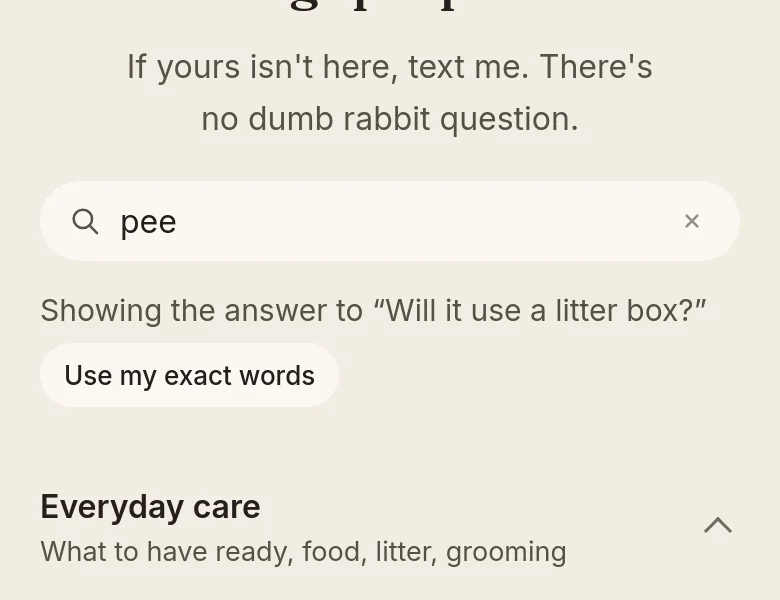 If yours isn't here, text me. There's
no dumb rabbit question.
pee
Showing the answer to “Will it use a litter box?”
Use my exact words
Everyday care
What to have ready, food, litter, grooming